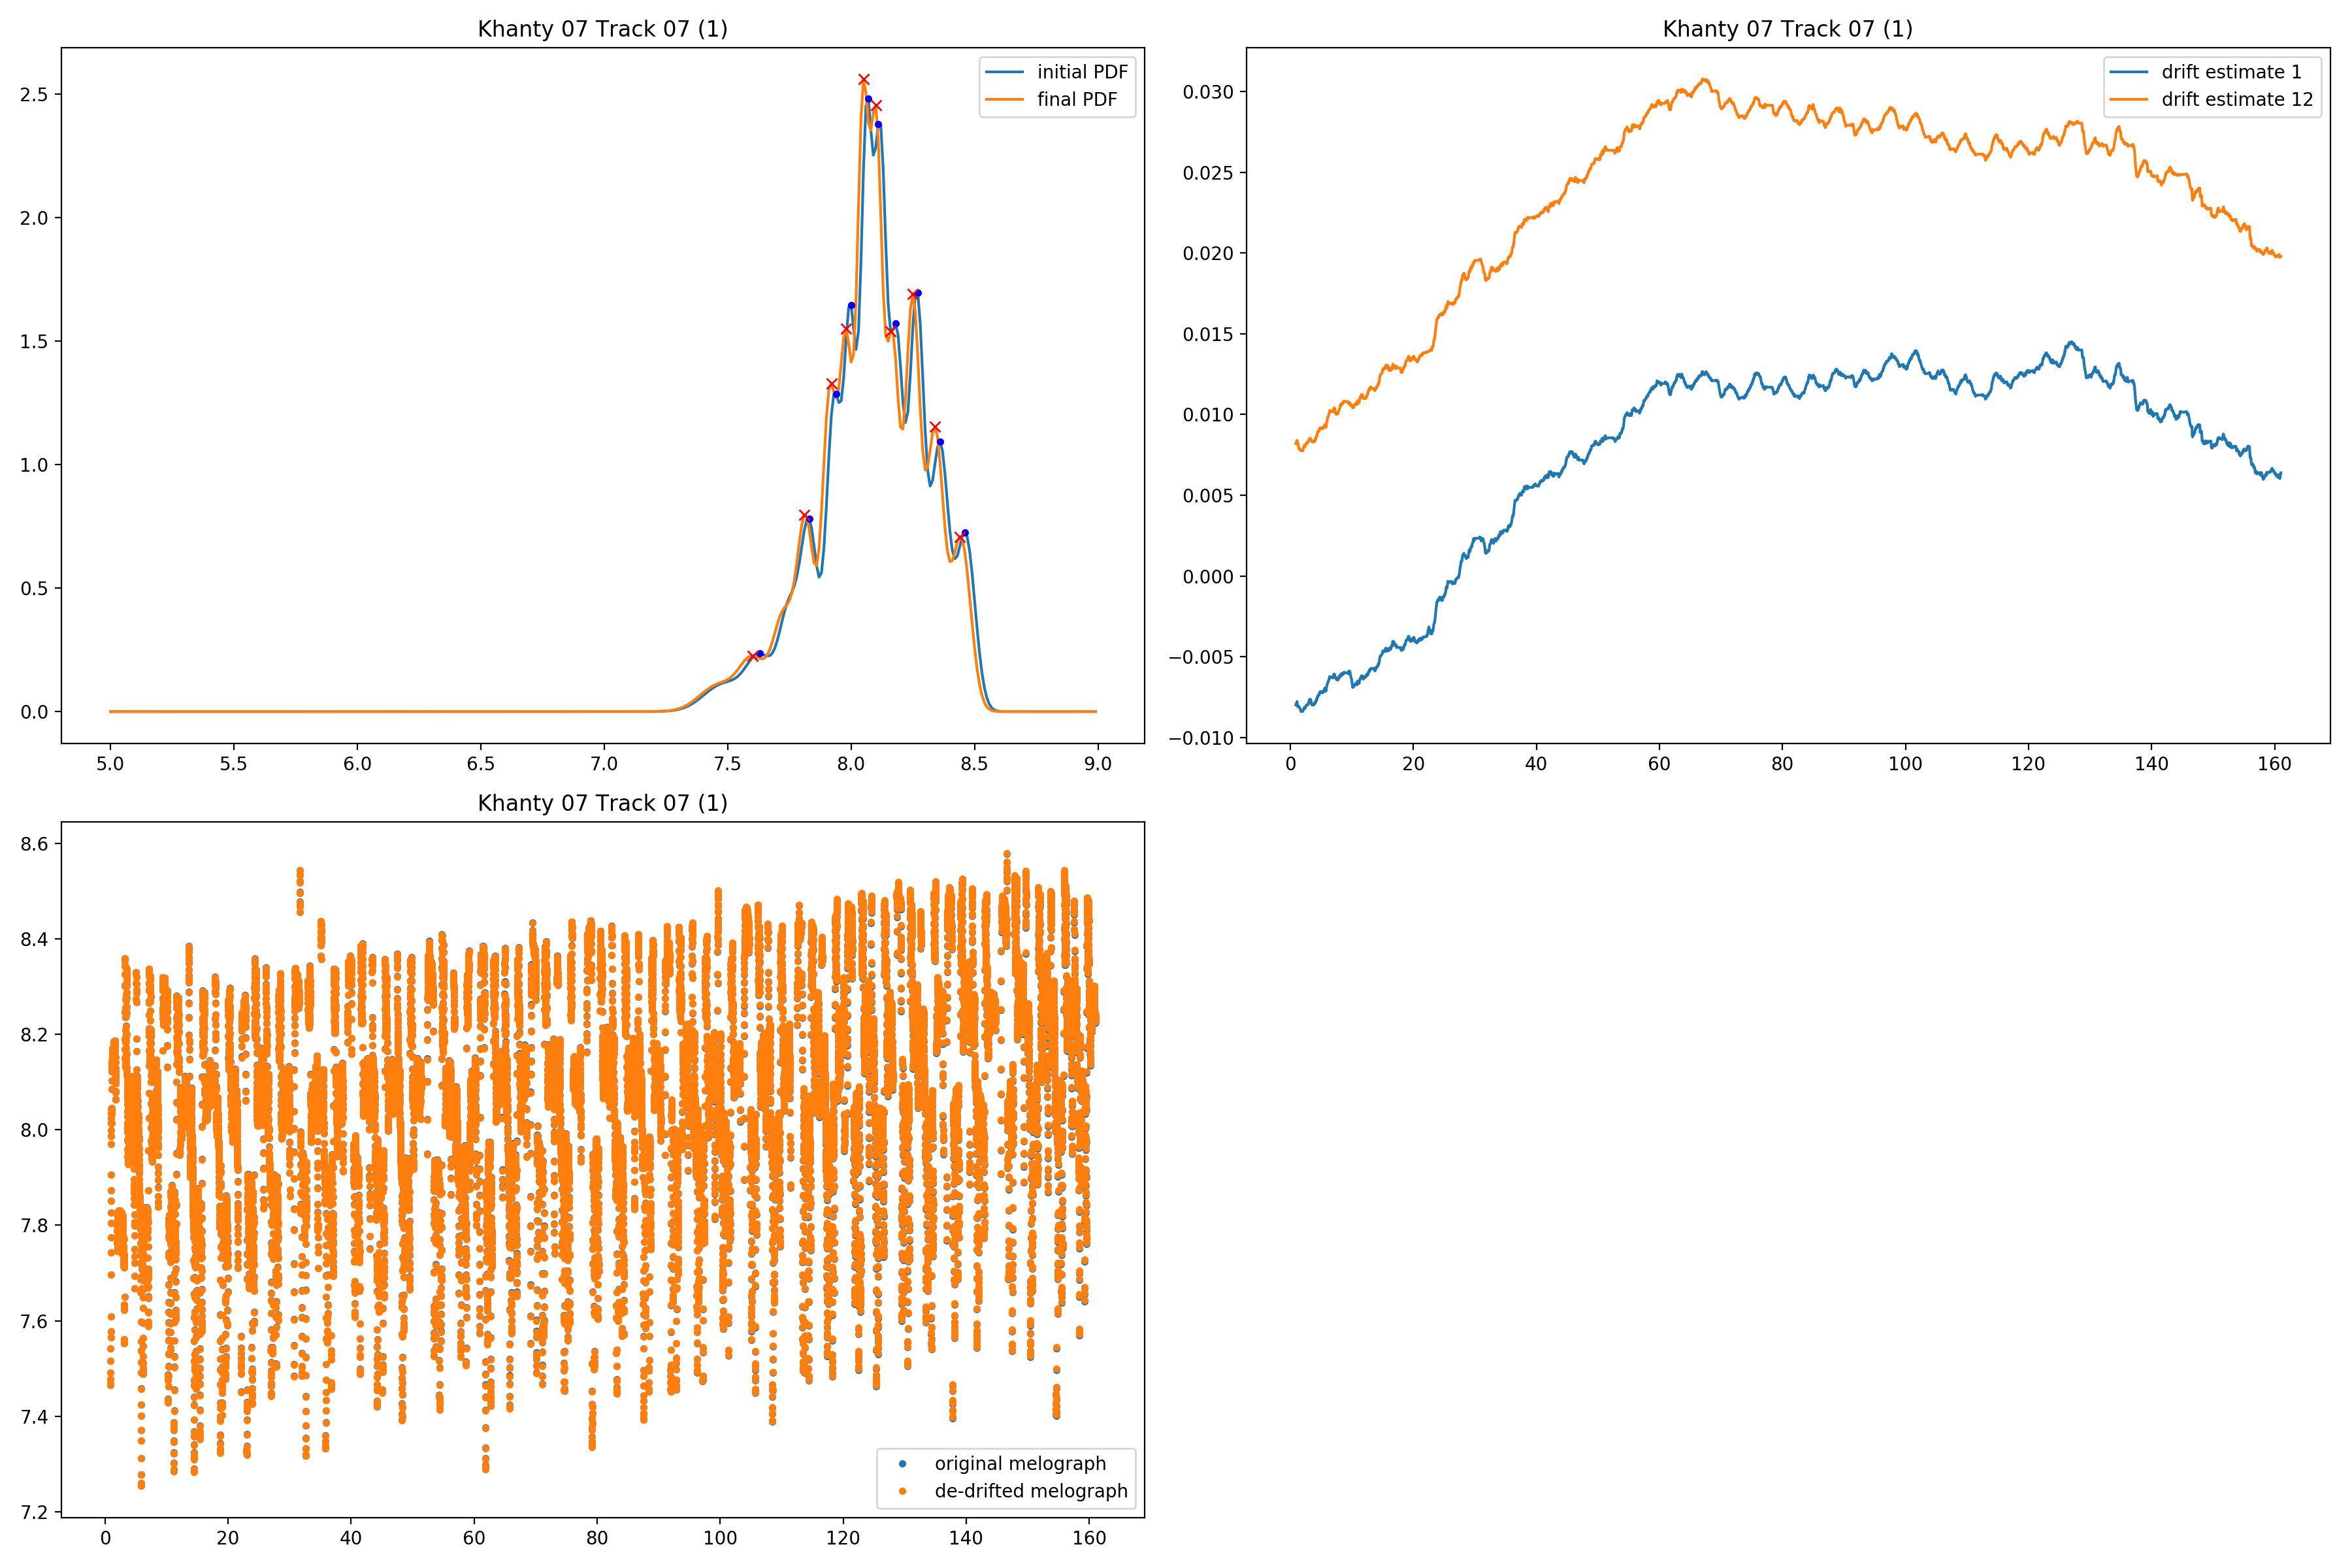 Khanty 07 Track 07 (1)
initial PDF
final PDF
2.5
2.0
1.5
1.0
0.5
0.0
5.0 5.5 6.0 6.5 7.0 7.5 8.0 8.5 9.0
Khanty 07 Track 07 (1)
drift estimate 1
drift estimate 12
0.030
0.025
0.020
0.015
0.010
0.005
0.000
−0.005
−0.010
0 20 40 60 80 100 120 140 160
Khanty 07 Track 07 (1)
8.6
8.4
8.2
8.0
7.8
7.6
7.4
7.2
original melograph
de-drifted melograph
0 20 40 60 80 100 120 140 160